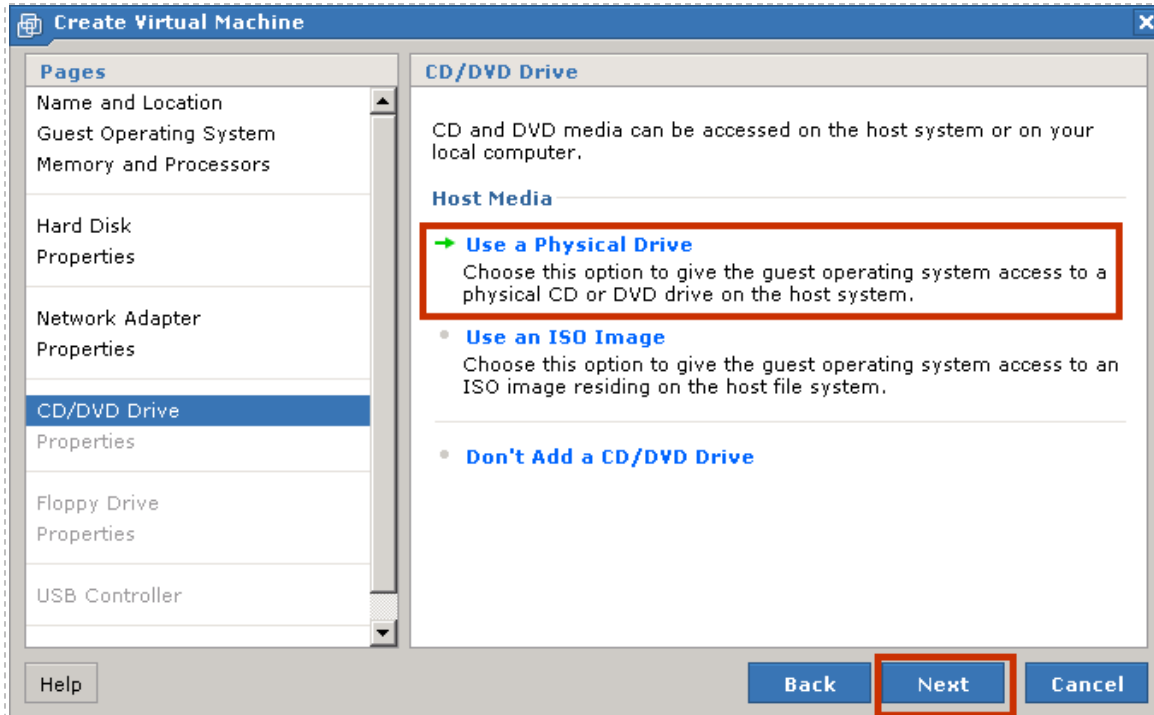 Create Virtual Machine
Pages
Name and Location
Guest Operating System
Memory and Processors
Hard Disk
Properties
Network Adapter
Properties
CD/DVD Drive
Properties
Floppy Drive
Properties
USB Controller
CD/DVD Drive
CD and DVD media can be accessed on the host system or on your
local computer.
Host Media
Use a Physical Drive
Choose this option to give the guest operating system access to a
physical CD or DVD drive on the host system.
Use an ISO Image
Choose this option to give the guest operating system access to an
ISO image residing on the host file system.
Don't Add a CD/DVD Drive
Help
Back
Next
Cancel